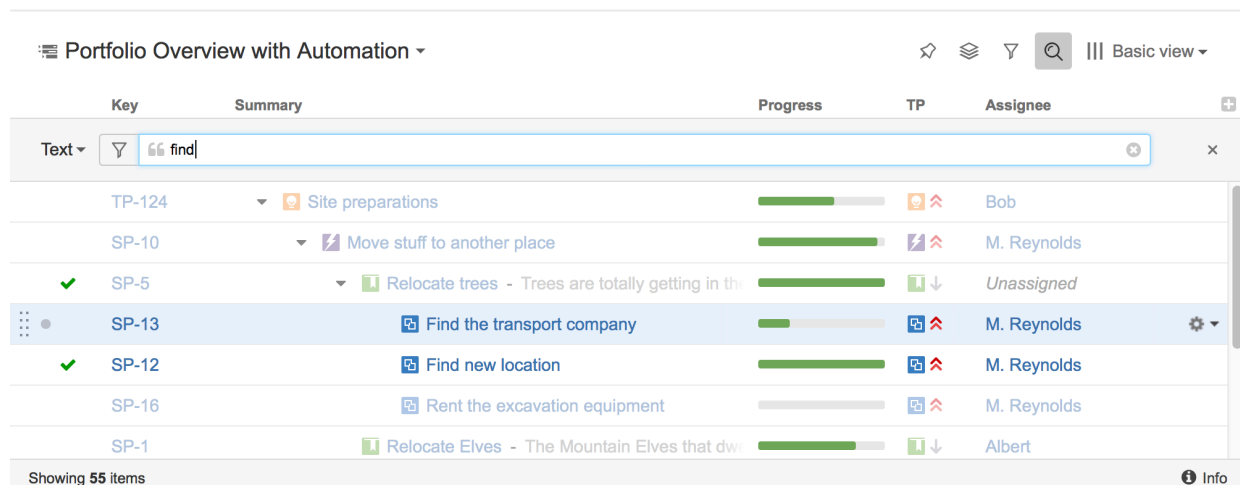 Portfolio Overview with Automation
Basic view
Key Summary Progress TP Assignee
Text find
TP-124 Site preparations Bob
SP-10 Move stuff to another place M. Reynolds
SP-5 Relocate trees - Trees are totally getting in the Unassigned
SP-13 Find the transport company M. Reynolds
SP-12 Find new location M. Reynolds
SP-16 Rent the excavation equipment M. Reynolds
SP-1 Relocate Elves - The Mountain Elves that dwe Albert
Showing 55 items Info